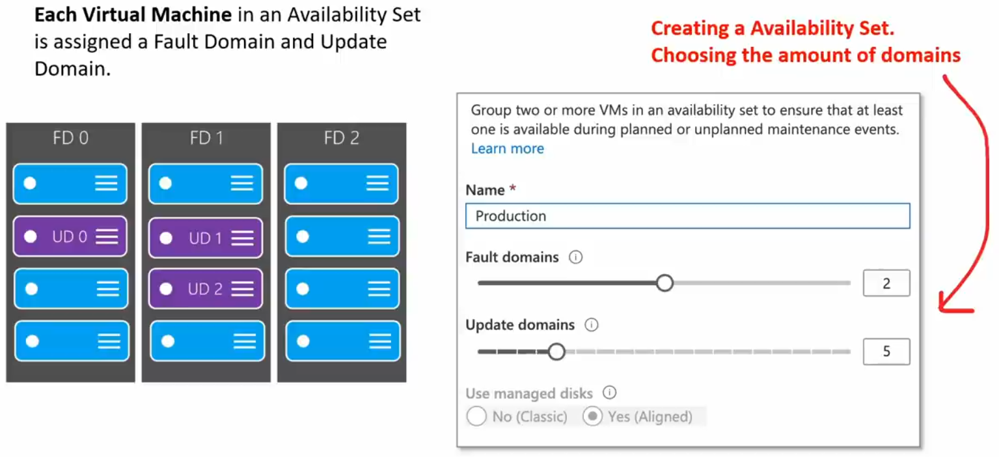 Each Virtual Machine in an Availability Set
is assigned a Fault Domain and Update
Domain.
Creating a Availability Set.
Choosing the amount of domains
FD 0
FD 1
FD 2
UD 0
UD 1
UD 2
Group two or more VMs in an availability set to ensure that at least
one is available during planned or unplanned maintenance events.
Learn more
Name *
Production
Fault domains
2
Update domains
5
Use managed disks
No (Classic)
Yes (Aligned)